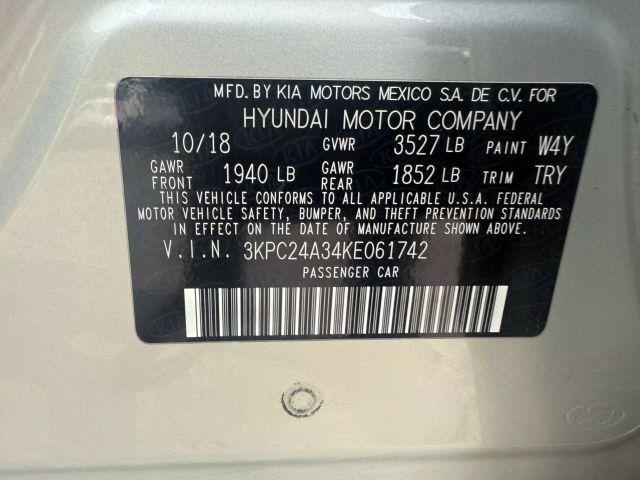 MFD. BY KIA MOTORS MEXICO S.A. DE C.V. FOR
HYUNDAI MOTOR COMPANY
10/18 GVWR 3527 LB PAINT W4Y
GAWR FRONT 1940 LB GAWR REAR 1852 LB TRIM TRY
THIS VEHICLE CONFORMS TO ALL APPLICABLE U.S.A. FEDERAL
MOTOR VEHICLE SAFETY, BUMPER, AND THEFT PREVENTION STANDARDS
IN EFFECT ON THE DATE OF MANUFACTURE SHOWN ABOVE.
V.I.N. 3KPC24A34KE061742
PASSENGER CAR